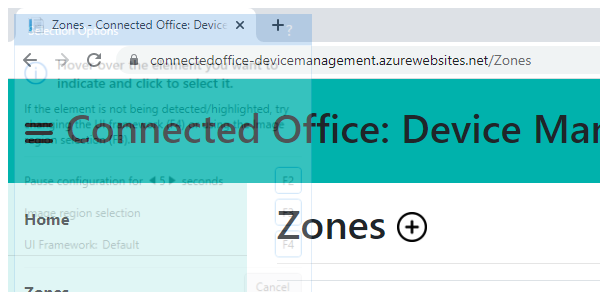 Zones - Connected Office: Device
Selection Options
?
connectedoffice-devicemanagement.azurewebsites.net/Zones
Hover over the element you want to
indicate and click to select it.
If the element is not being detected/highlighted, try
changing the UI framework (F4) or using the image
region selection (F3).
Connected Office: Device Mar
Pause configuration for 5 seconds F2
Image region selection F3
Home
Zones
UI Framework: Default F4
Zones
Cancel